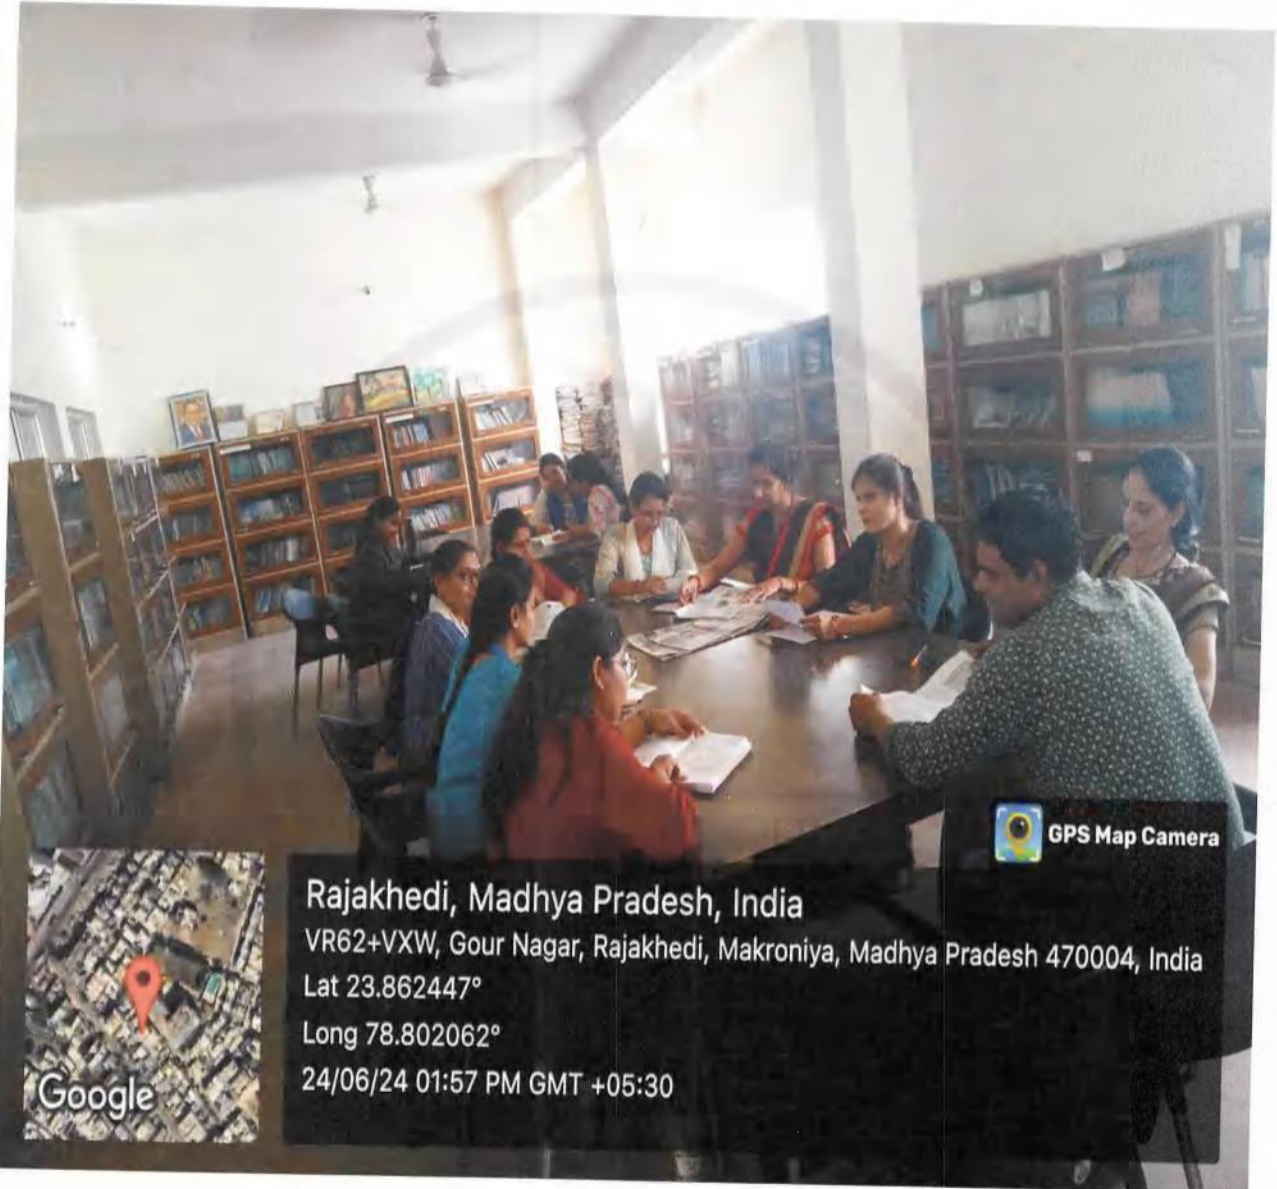 GPS Map Camera
Rajakhedi, Madhya Pradesh, India
VR62+VXW, Gour Nagar, Rajakhedi, Makroniya, Madhya Pradesh 470004, India
Lat 23.862447°
Long 78.802062°
24/06/24 01:57 PM GMT +05:30
Google